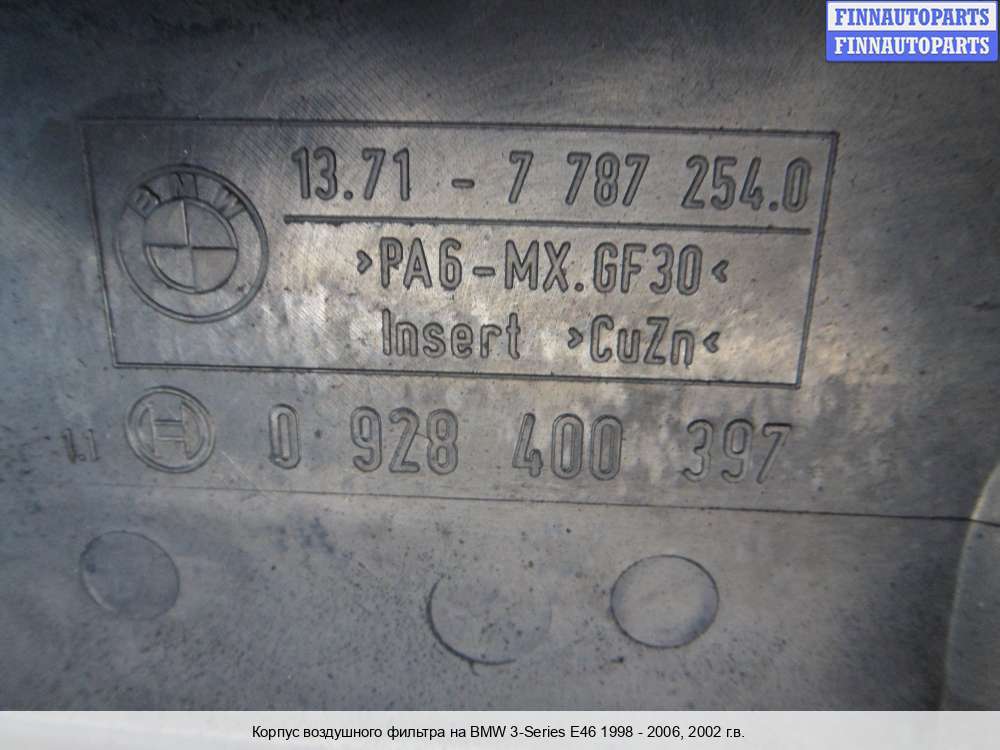 FINNAUTOPARTS
FINNAUTOPARTS
13.71 - 7 787 254.0
BMW
>PA6-MX.GF30<
Insert >CuZn<
1.1 0 928 400 397
Корпус воздушного фильтра на BMW 3-Series E46 1998 - 2006, 2002 г.в.